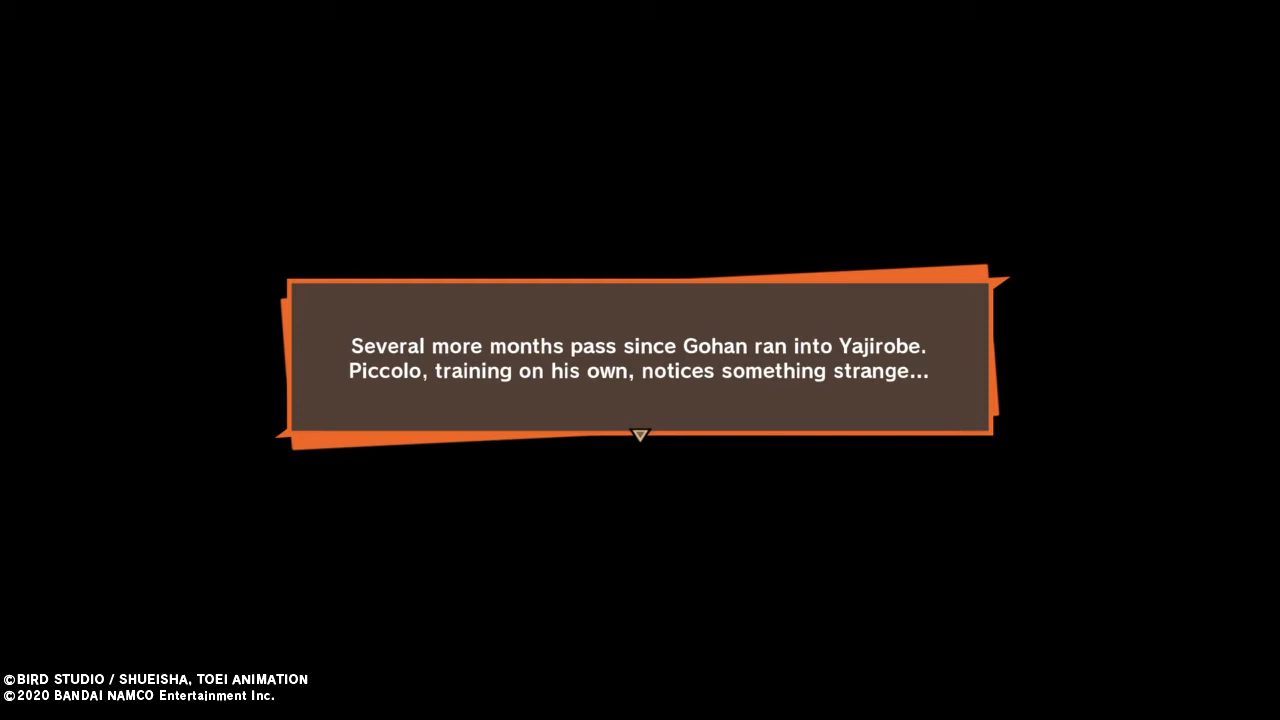 Several more months pass since Gohan ran into Yajirobe.
Piccolo, training on his own, notices something strange...
©BIRD STUDIO / SHUEISHA, TOEI ANIMATION
©2020 BANDAI NAMCO Entertainment Inc.